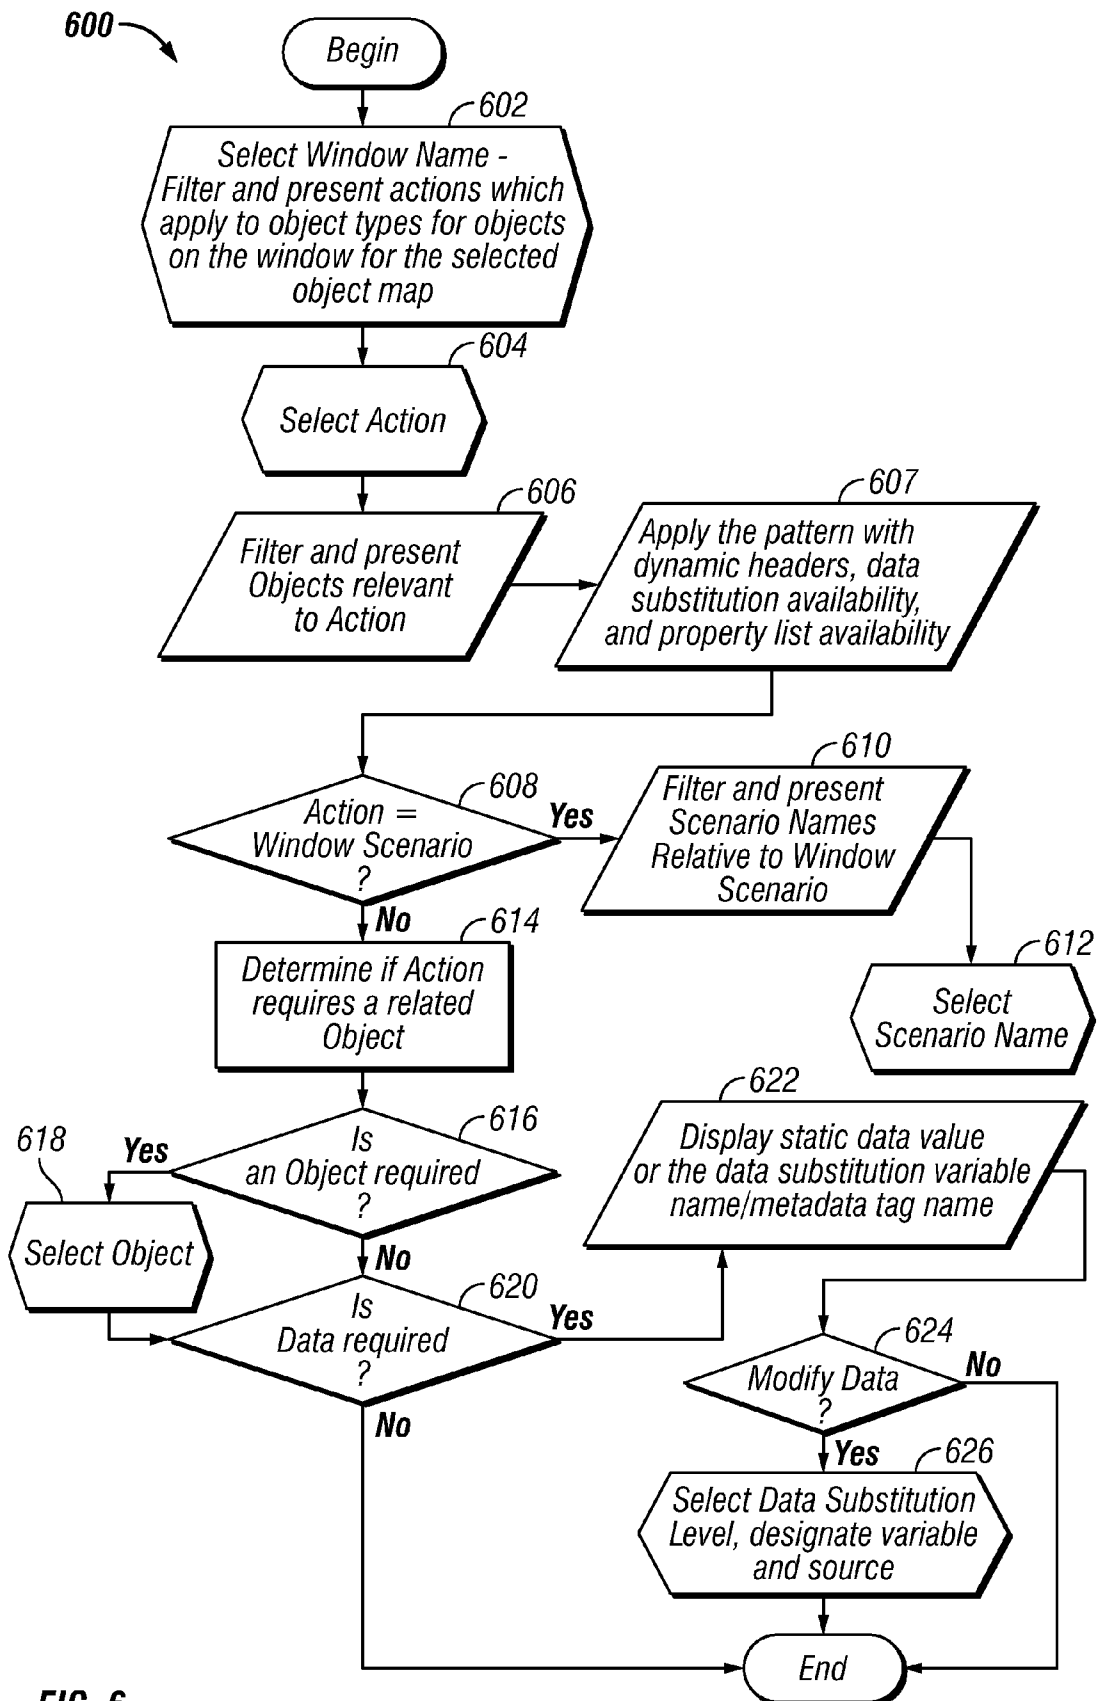 600
Begin
602
Select Window Name -
Filter and present actions which
apply to object types for objects
on the window for the selected
object map
604
Select Action
606
Filter and present
Objects relevant
to Action
607
Apply the pattern with
dynamic headers, data
substitution availability,
and property list availability
608
Action =
Window Scenario
?
Yes
610
Filter and present
Scenario Names
Relative to Window
Scenario
612
Select
Scenario Name
No
614
Determine if Action
requires a related
Object
616
Is
an Object required
?
Yes
618
Select Object
No
620
Is
Data required
?
Yes
622
Display static data value
or the data substitution variable
name/metadata tag name
624
Modify Data
?
No
Yes
626
Select Data Substitution
Level, designate variable
and source
No
End
FIG. 6